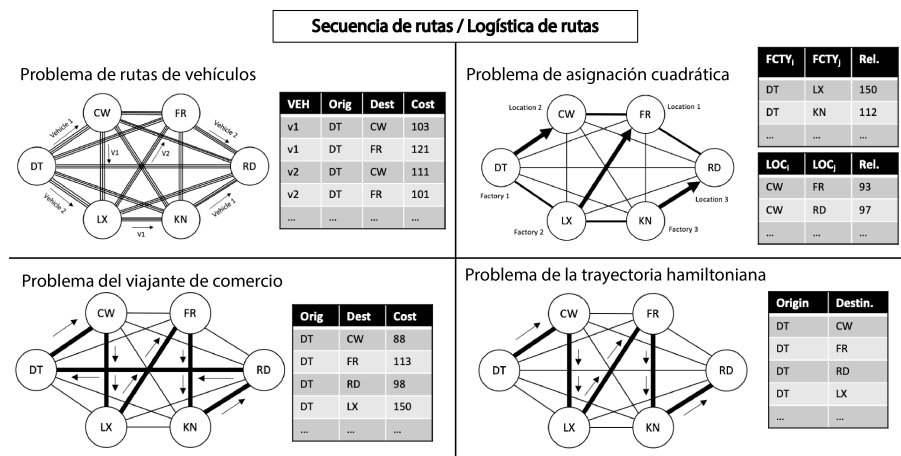 Secuencia de rutas / Logística de rutas
Problema de rutas de vehículos
CW
FR
DT
RD
LX
KN
Vehicle 1
Vehicle 2
V1
V2
Vehicle 2
Vehicle 1
V1
VEH Orig Dest Cost
v1 DT CW 103
v1 DT FR 121
v2 DT CW 111
v2 DT FR 101
... ... ... ...
Problema de asignación cuadrática
Location 2
CW
FR
Location 1
DT
RD
Factory 1
Location 3
LX
KN
Factory 2
Factory 3
FCTYi FCTYj Rel.
DT LX 150
DT KN 112
... ... ...
LOCi LOCj Rel.
CW FR 93
CW RD 97
... ... ...
Problema del viajante de comercio
CW
FR
DT
RD
LX
KN
Orig Dest Cost
DT CW 88
DT FR 113
DT RD 98
DT LX 150
... ... ...
Problema de la trayectoria hamiltoniana
CW
FR
DT
RD
LX
KN
Origin Destin.
DT CW
DT FR
DT RD
DT LX
... ...